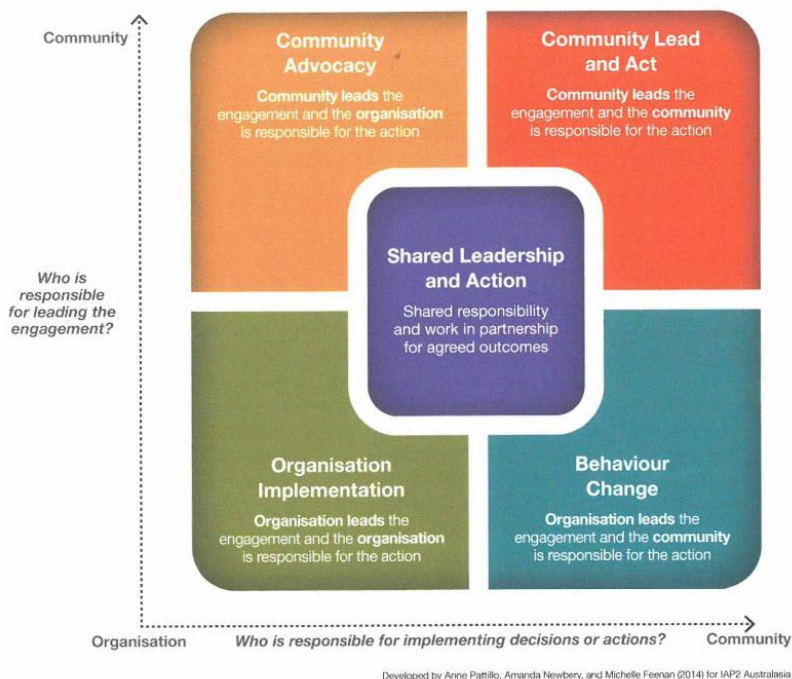 Community
Community
Advocacy
Community leads the
engagement and the organisation
is responsible for the action
Community Lead
and Act
Community leads the
engagement and the community
is responsible for the action
Who is
responsible
for leading the
engagement?
Shared Leadership
and Action
Shared responsibility
and work in partnership
for agreed outcomes
Organisation
Implementation
Organisation leads the
engagement and the organisation
is responsible for the action
Behaviour
Change
Organisation leads the
engagement and the community
is responsible for the action
Organisation
Who is responsible for implementing decisions or actions?
Community
Developed by Anne Pattillo, Amanda Newbery, and Michelle Feenan (2014) for IAP2 Australasia